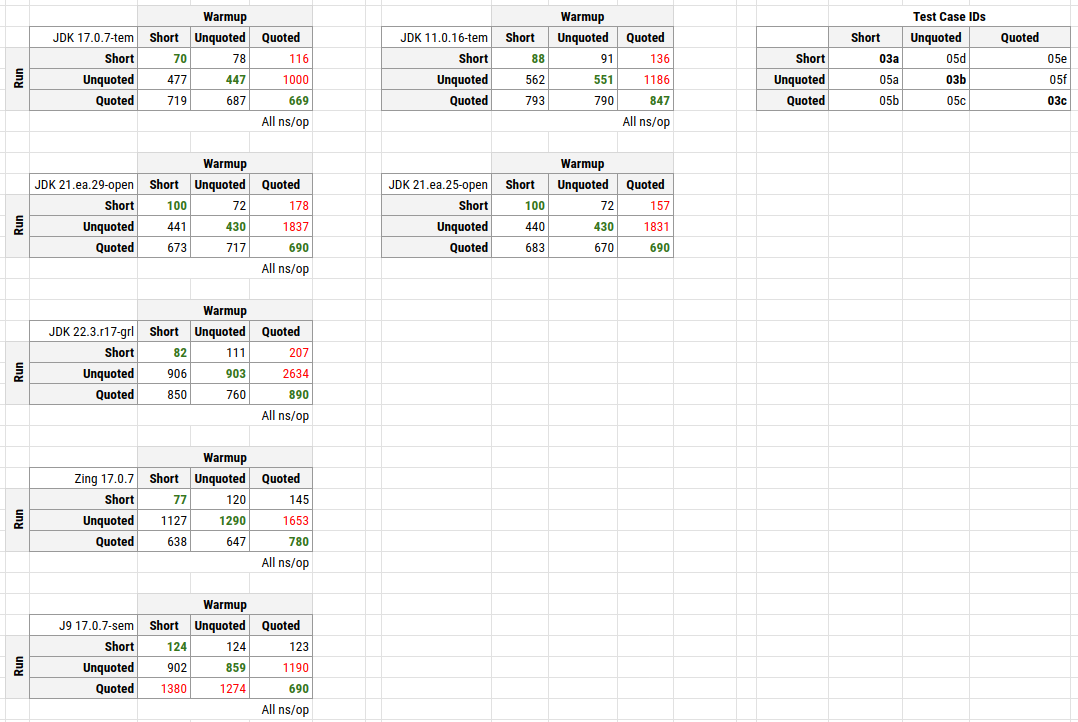 Warmup Warmup Test Case IDs
JDK 17.0.7-tem Short Unquoted Quoted JDK 11.0.16-tem Short Unquoted Quoted Short Unquoted Quoted
Short 70 78 116 Short 88 91 136 Short 03a 05d 05e
Run Unquoted 477 447 1000 Unquoted 562 551 1186 Unquoted 05a 03b 05f
Quoted 719 687 669 Quoted 793 790 847 Quoted 05b 05c 03c
All ns/op All ns/op
Warmup Warmup
JDK 21.ea.29-open Short Unquoted Quoted JDK 21.ea.25-open Short Unquoted Quoted
Short 100 72 178 Short 100 72 157
Run Unquoted 441 430 1837 Unquoted 440 430 1831
Quoted 673 717 690 Quoted 683 670 690
All ns/op
Warmup
JDK 22.3.r17-grl Short Unquoted Quoted
Short 82 111 207
Run Unquoted 906 903 2634
Quoted 850 760 890
All ns/op
Warmup
Zing 17.0.7 Short Unquoted Quoted
Short 77 120 145
Run Unquoted 1127 1290 1653
Quoted 638 647 780
All ns/op
Warmup
J9 17.0.7-sem Short Unquoted Quoted
Short 124 124 123
Run Unquoted 902 859 1190
Quoted 1380 1274 690
All ns/op